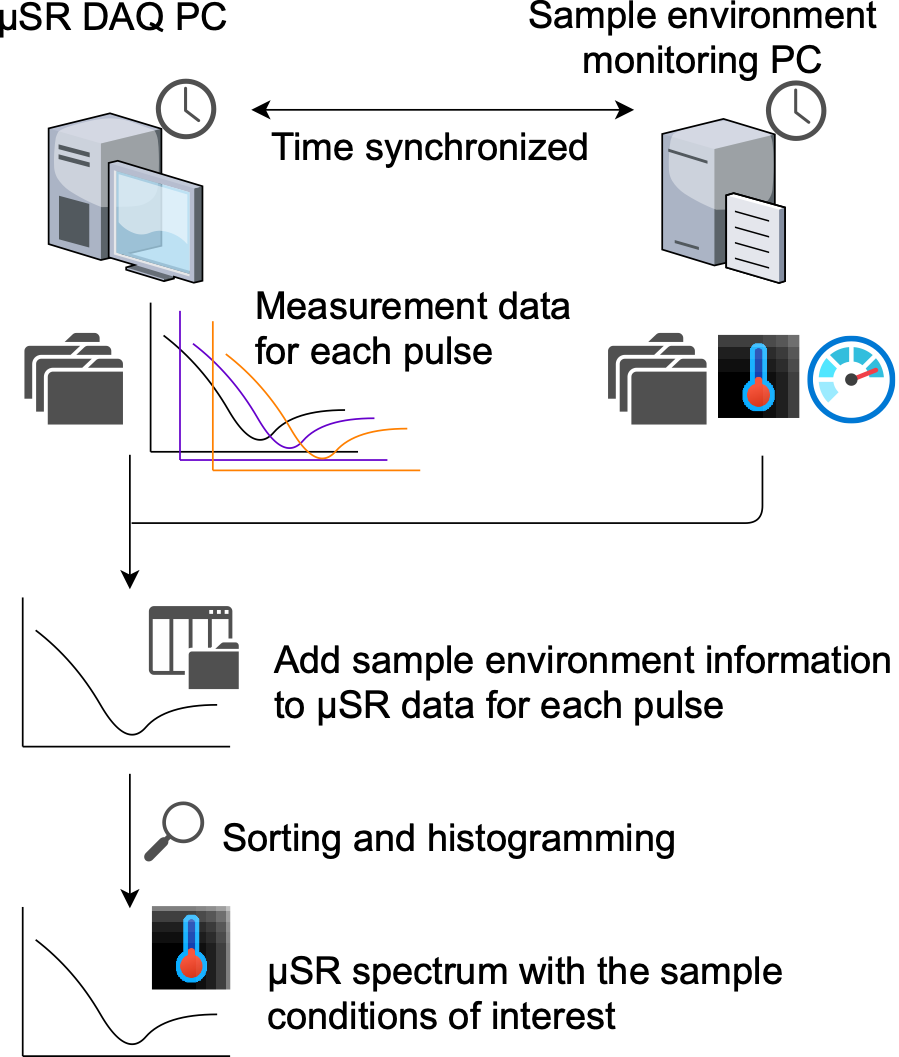 μSR DAQ PC
Sample environment
monitoring PC
Time synchronized
Measurement data
for each pulse
Add sample environment information
to μSR data for each pulse
Sorting and histogramming
μSR spectrum with the sample
conditions of interest